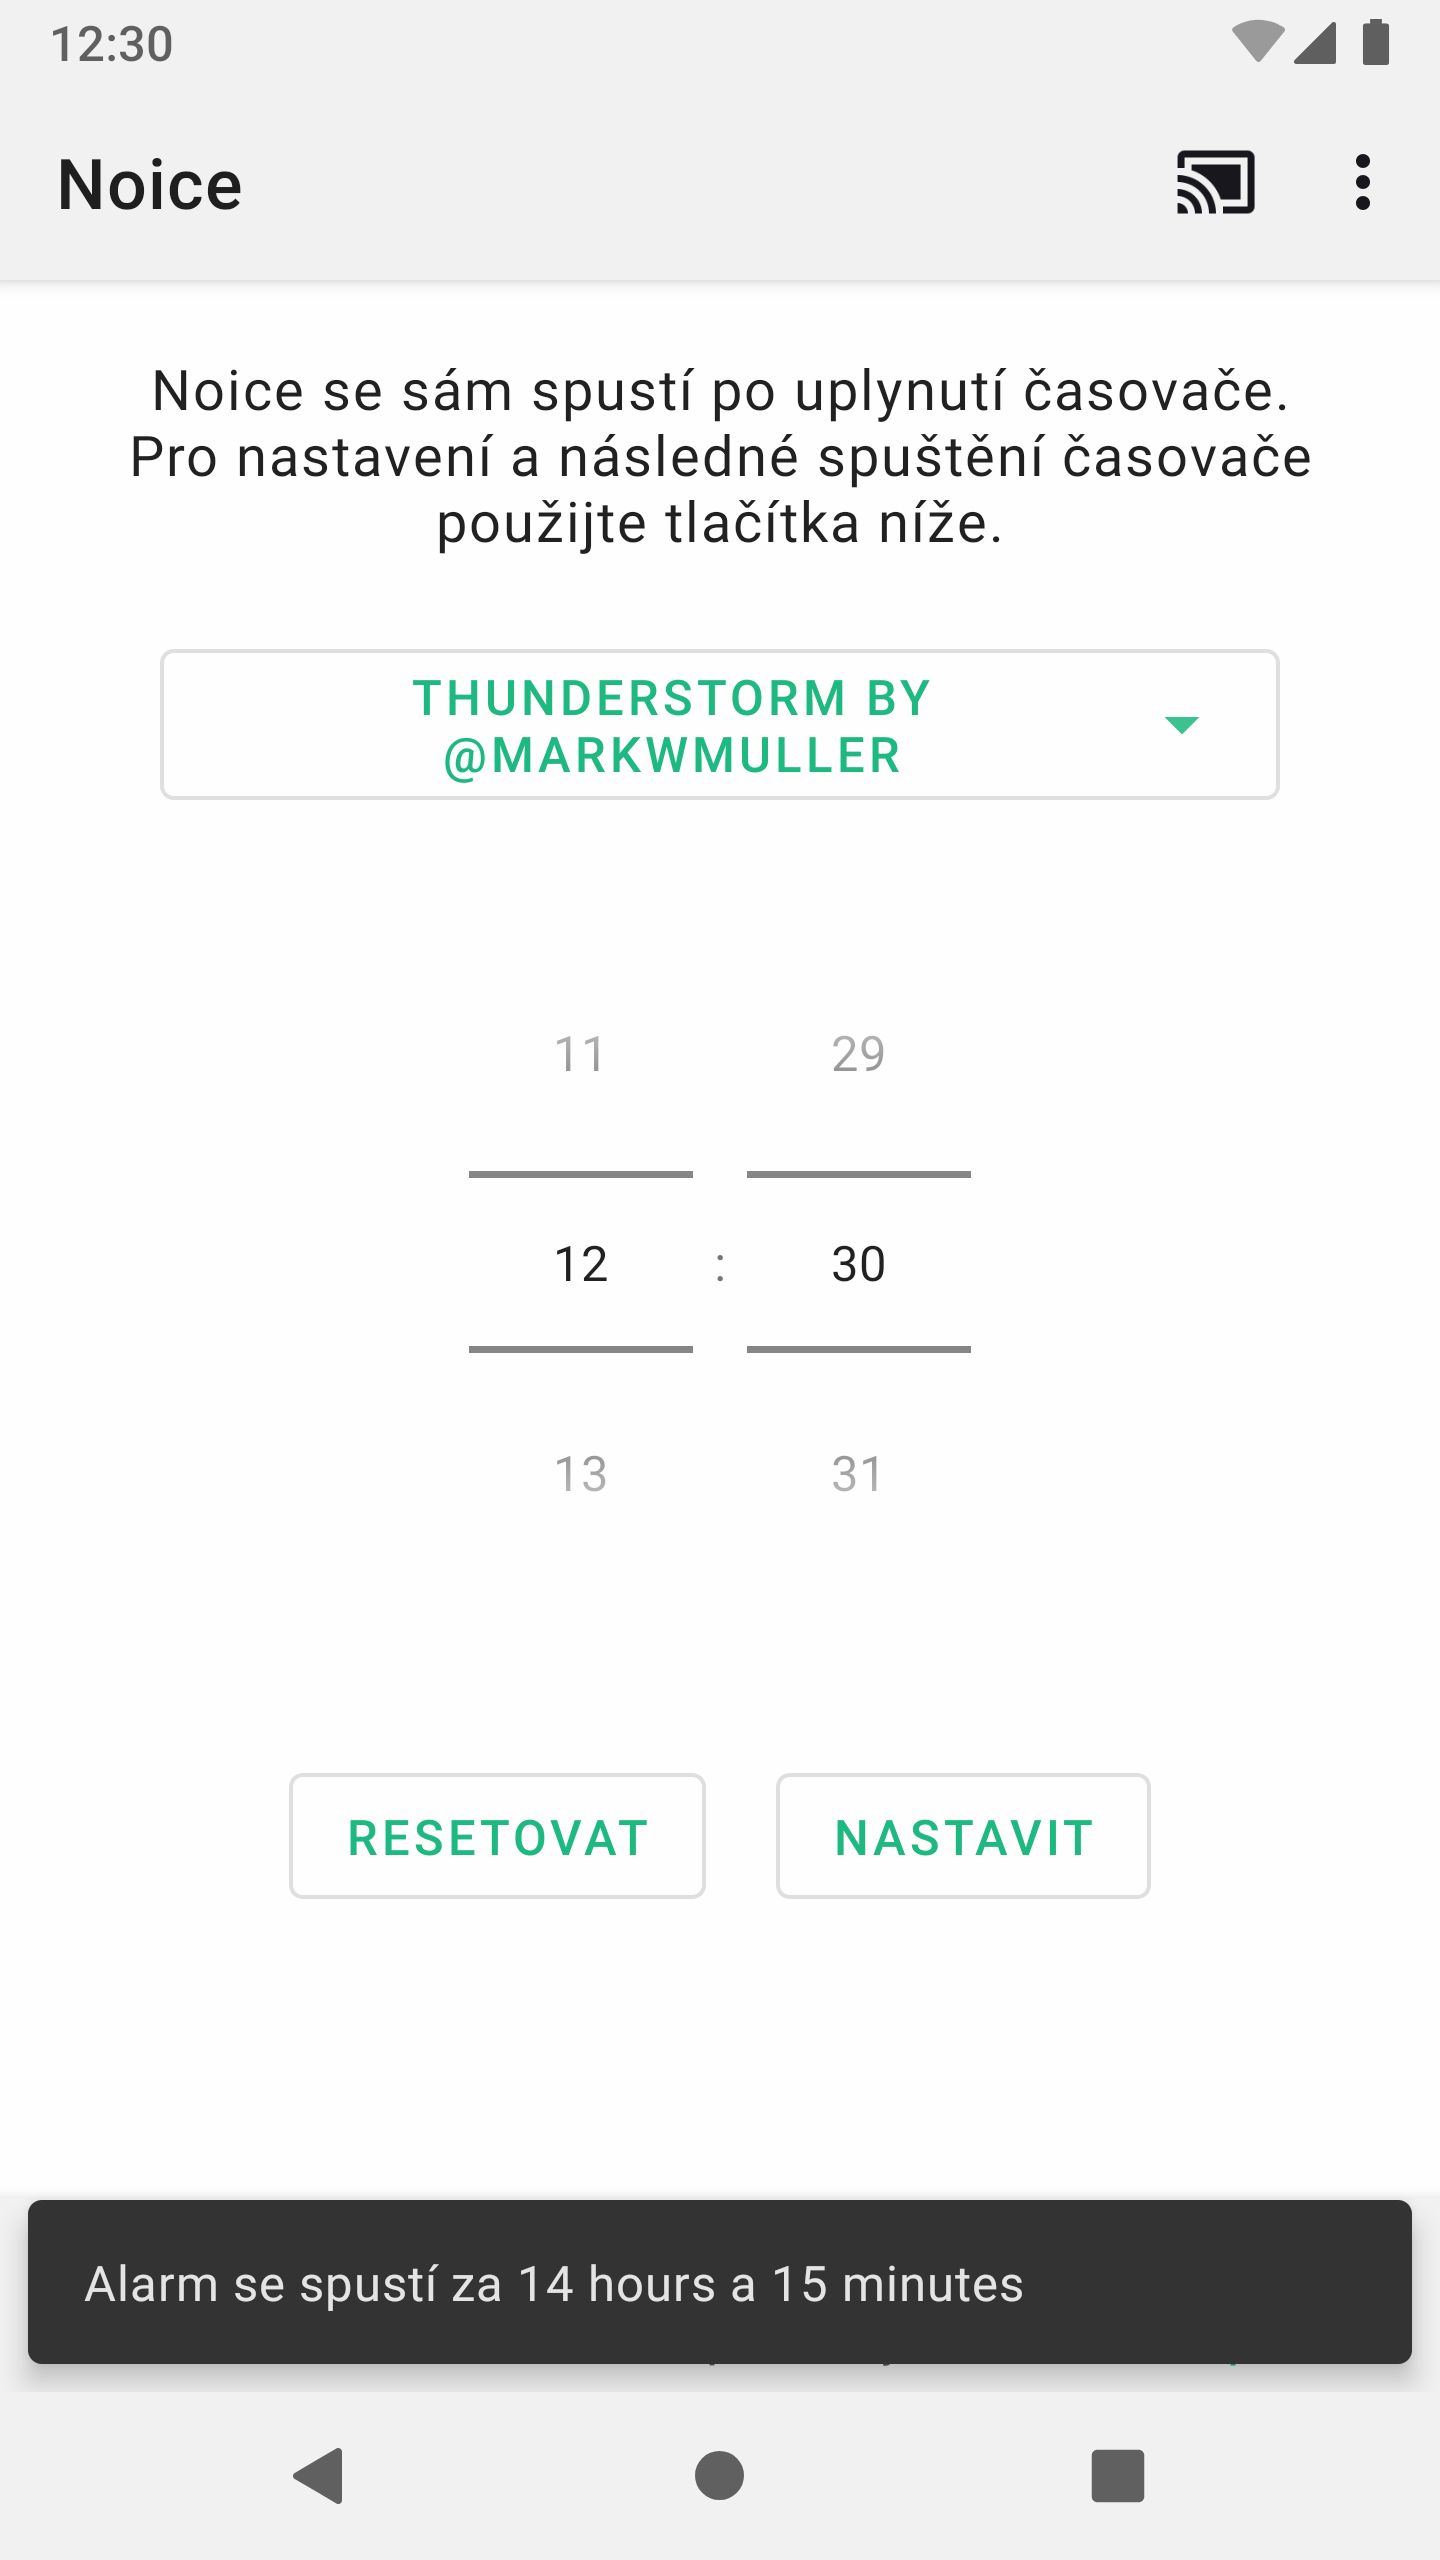 12:30
Noice
Noice se sám spustí po uplynutí časovače.
Pro nastavení a následné spuštění časovače
použijte tlačítka níže.
THUNDERSTORM BY
@MARKWMULLER
11 29
12 : 30
13 31
RESETOVAT NASTAVIT
Alarm se spustí za 14 hours a 15 minutes